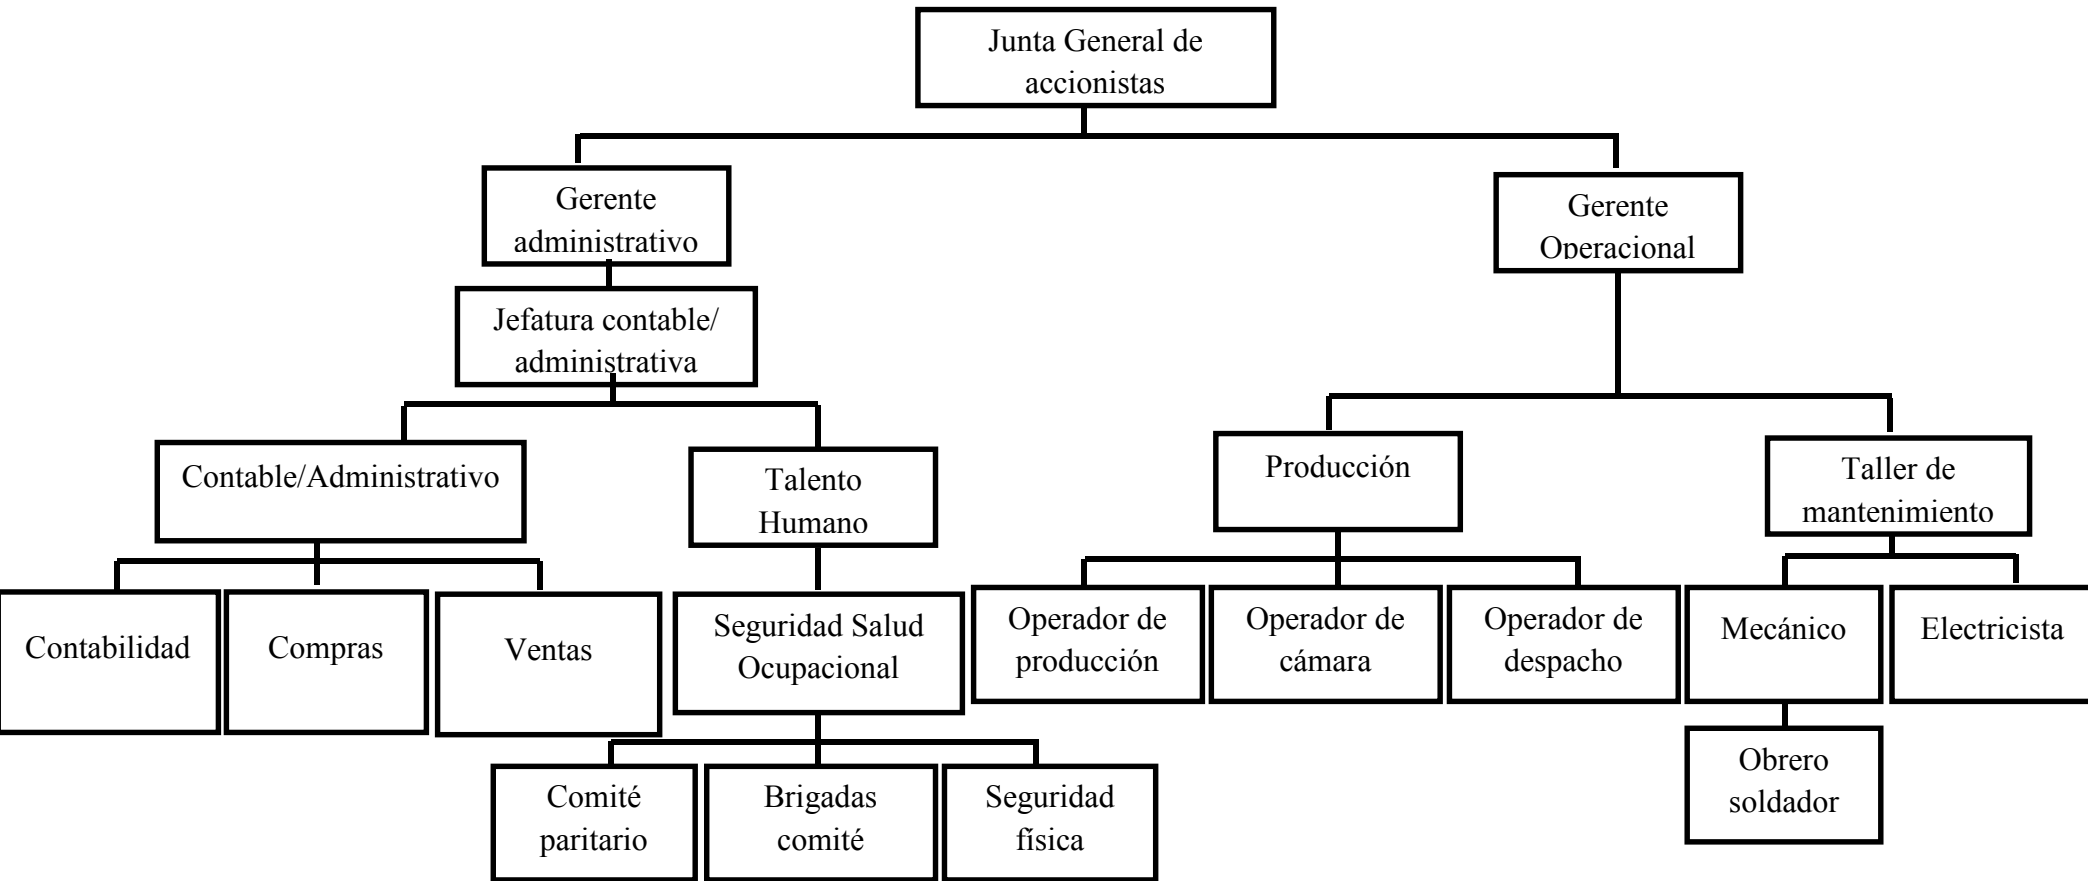 Junta General de
accionistas
Gerente
administrativo
Gerente
Operacional
Jefatura contable/
administrativa
Contable/Administrativo
Talento
Humano
Producción
Taller de
mantenimiento
Contabilidad
Compras
Ventas
Seguridad Salud
Ocupacional
Operador de
producción
Operador de
cámara
Operador de
despacho
Mecánico
Electricista
Comité
paritario
Brigadas
comité
Seguridad
física
Obrero
soldador